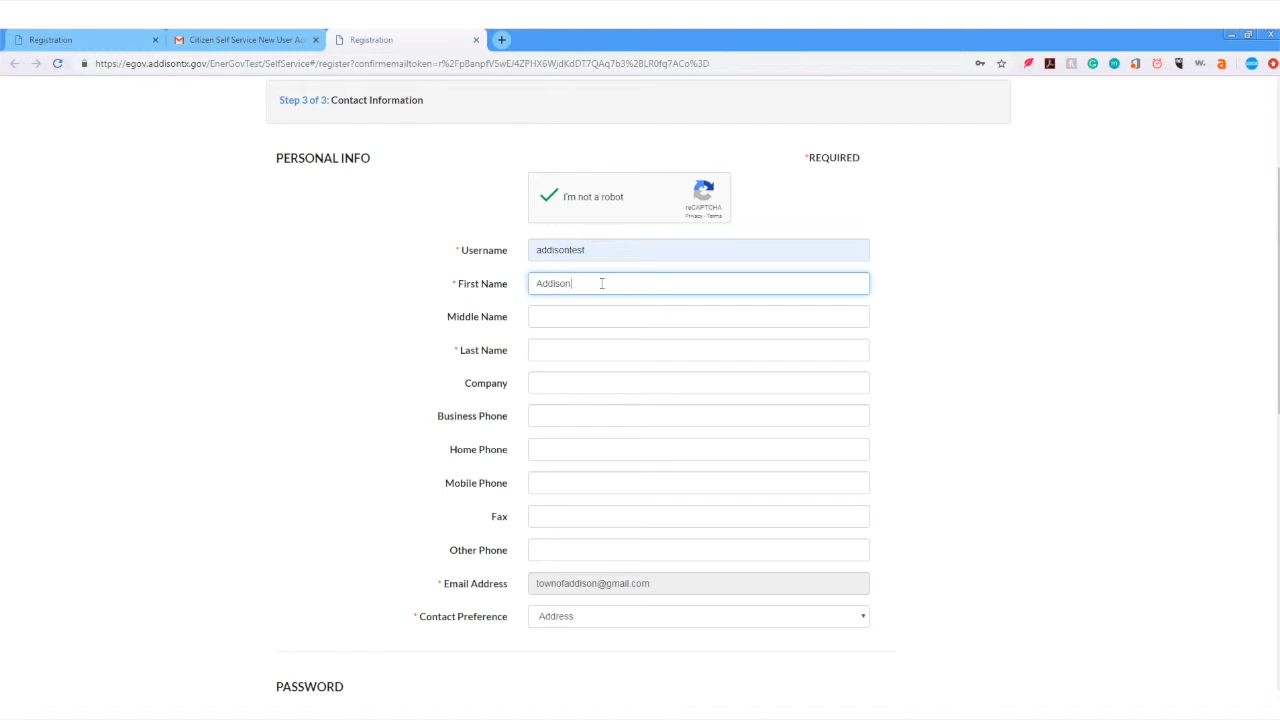 Registration
Citizen Self Service New User Ac
Registration
https://egov.addisontx.gov/EnerGovTest/SelfService#/register?confirmemailtoken=
Step 3 of 3: Contact Information
PERSONAL INFO
*REQUIRED
I'm not a robot
reCAPTCHA
Privacy - Terms
* Username
addisontest
* First Name
Addison
Middle Name
* Last Name
Company
Business Phone
Home Phone
Mobile Phone
Fax
Other Phone
* Email Address
townofaddison@gmail.com
* Contact Preference
Address
PASSWORD